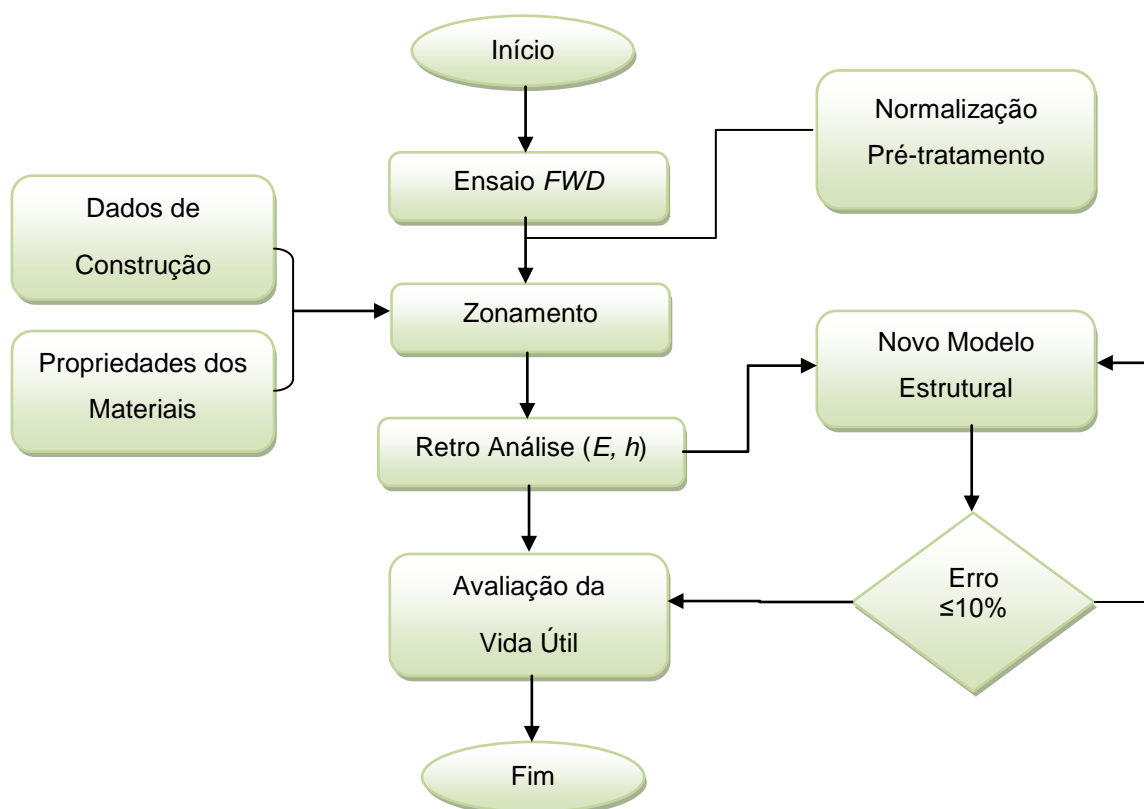 Início
Normalização
Pré-tratamento
Ensaio FWD
Dados de
Construção
Zonamento
Propriedades dos
Materiais
Novo Modelo
Estrutural
Retro Análise (E, h)
Avaliação da
Vida Útil
Erro
≤10%
Fim